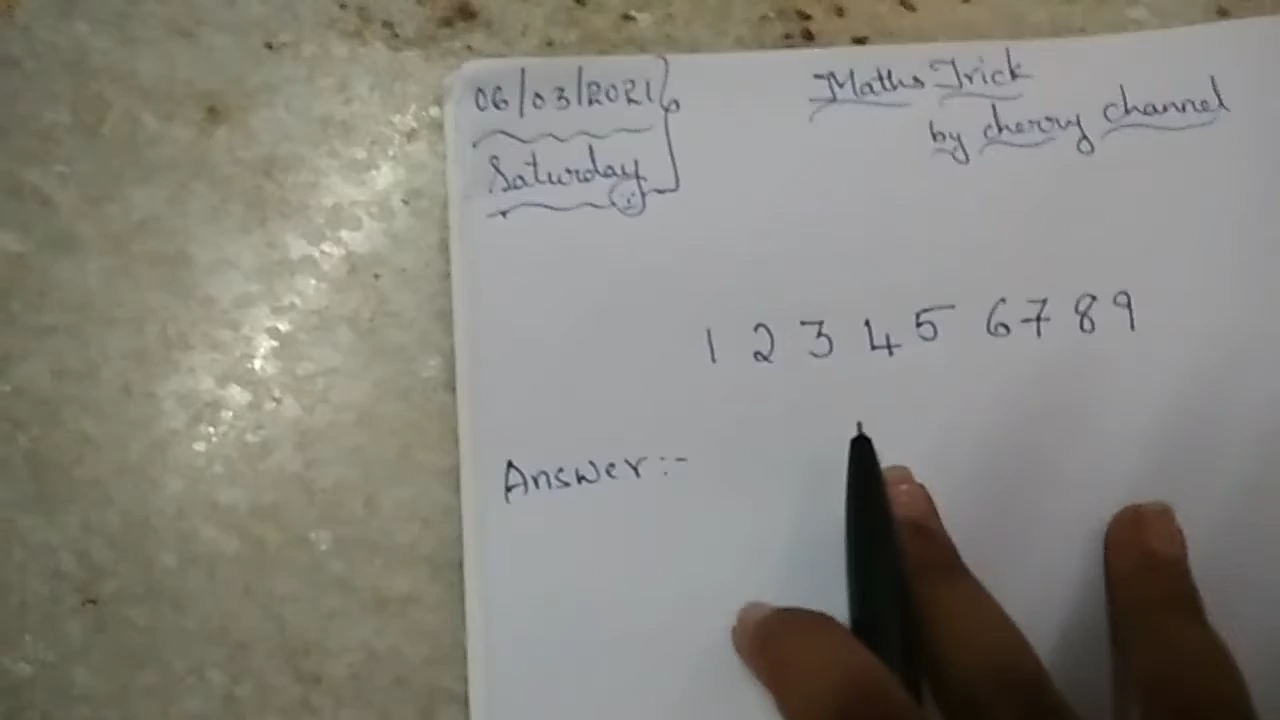 06/03/2021
Saturday
Maths Trick
by cherry channel
1 2 3 4 5 6 7 8 9
Answer:-